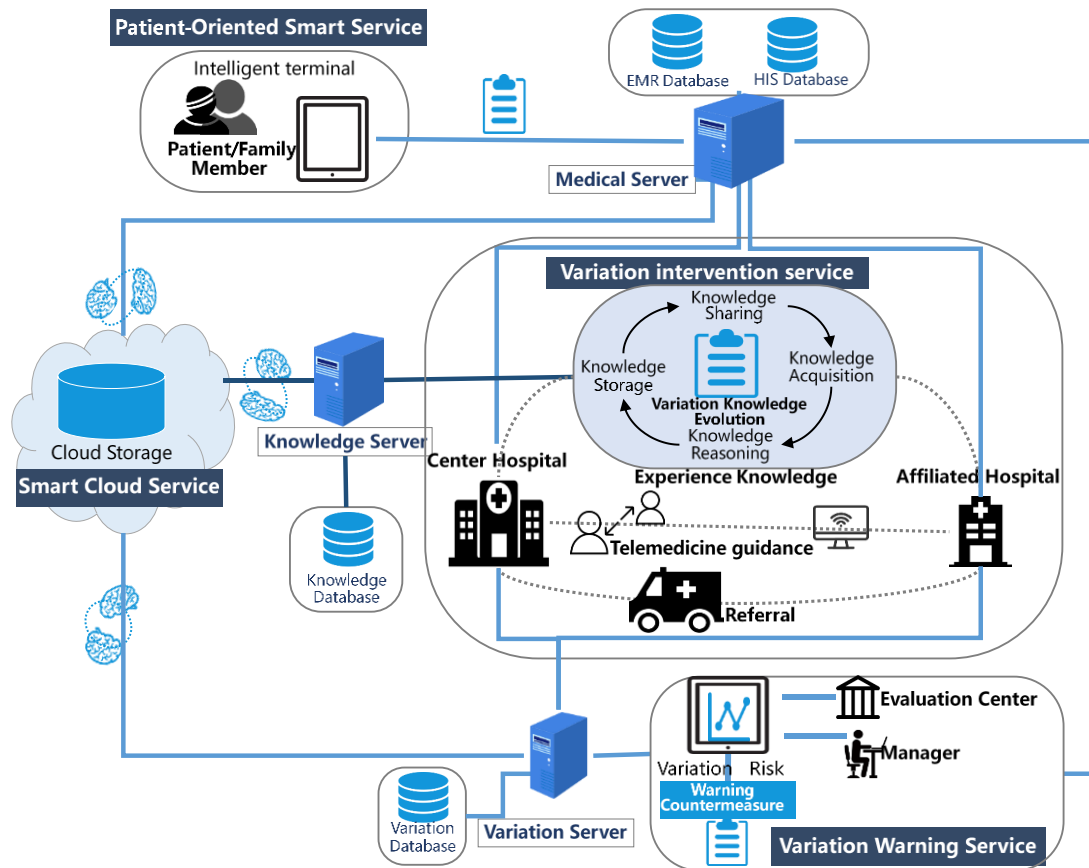 Patient-Oriented Smart Service
Intelligent terminal
Patient/Family
Member
EMR Database
HIS Database
Medical Server
Variation intervention service
Knowledge
Sharing
Knowledge
Acquisition
Knowledge
Storage
Variation Knowledge
Evolution
Knowledge
Reasoning
Cloud Storage
Smart Cloud Service
Knowledge Server
Knowledge
Database
Center Hospital
Experience Knowledge
Affiliated Hospital
Telemedicine guidance
Referral
Evaluation Center
Manager
Variation Risk
Warning
Countermeasure
Variation
Database
Variation Server
Variation Warning Service